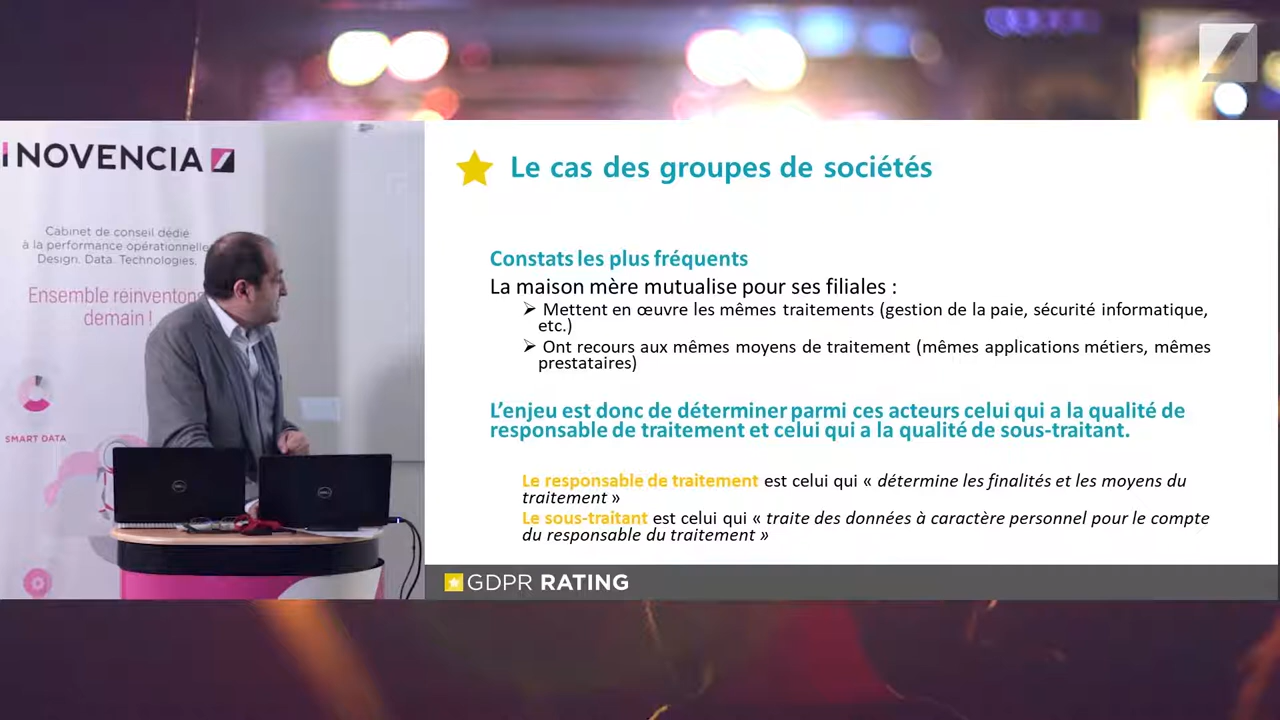 INOVENCIA
Cabinet de conseil dédié
à la performance opérationnelle
Design. Data. Technologies.
Ensemble réinventons
demain !
SMART DATA
DELL
DELL
Le cas des groupes de sociétés
Constats les plus fréquents
La maison mère mutualise pour ses filiales :
➢ Mettent en œuvre les mêmes traitements (gestion de la paie, sécurité informatique,
etc.)
➢ Ont recours aux mêmes moyens de traitement (mêmes applications métiers, mêmes
prestataires)
L’enjeu est donc de déterminer parmi ces acteurs celui qui a la qualité de
responsable de traitement et celui qui a la qualité de sous-traitant.
Le responsable de traitement est celui qui « détermine les finalités et les moyens du
traitement »
Le sous-traitant est celui qui « traite des données à caractère personnel pour le compte
du responsable du traitement »
GDPR RATING